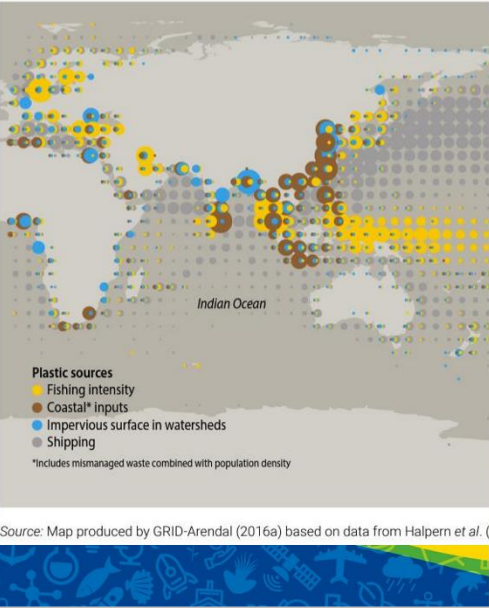 Indian Ocean
Plastic sources
Fishing intensity
Coastal* inputs
Impervious surface in watersheds
Shipping
*Includes mismanaged waste combined with population density
Source: Map produced by GRID-Arendal (2016a) based on data from Halpern et al. (